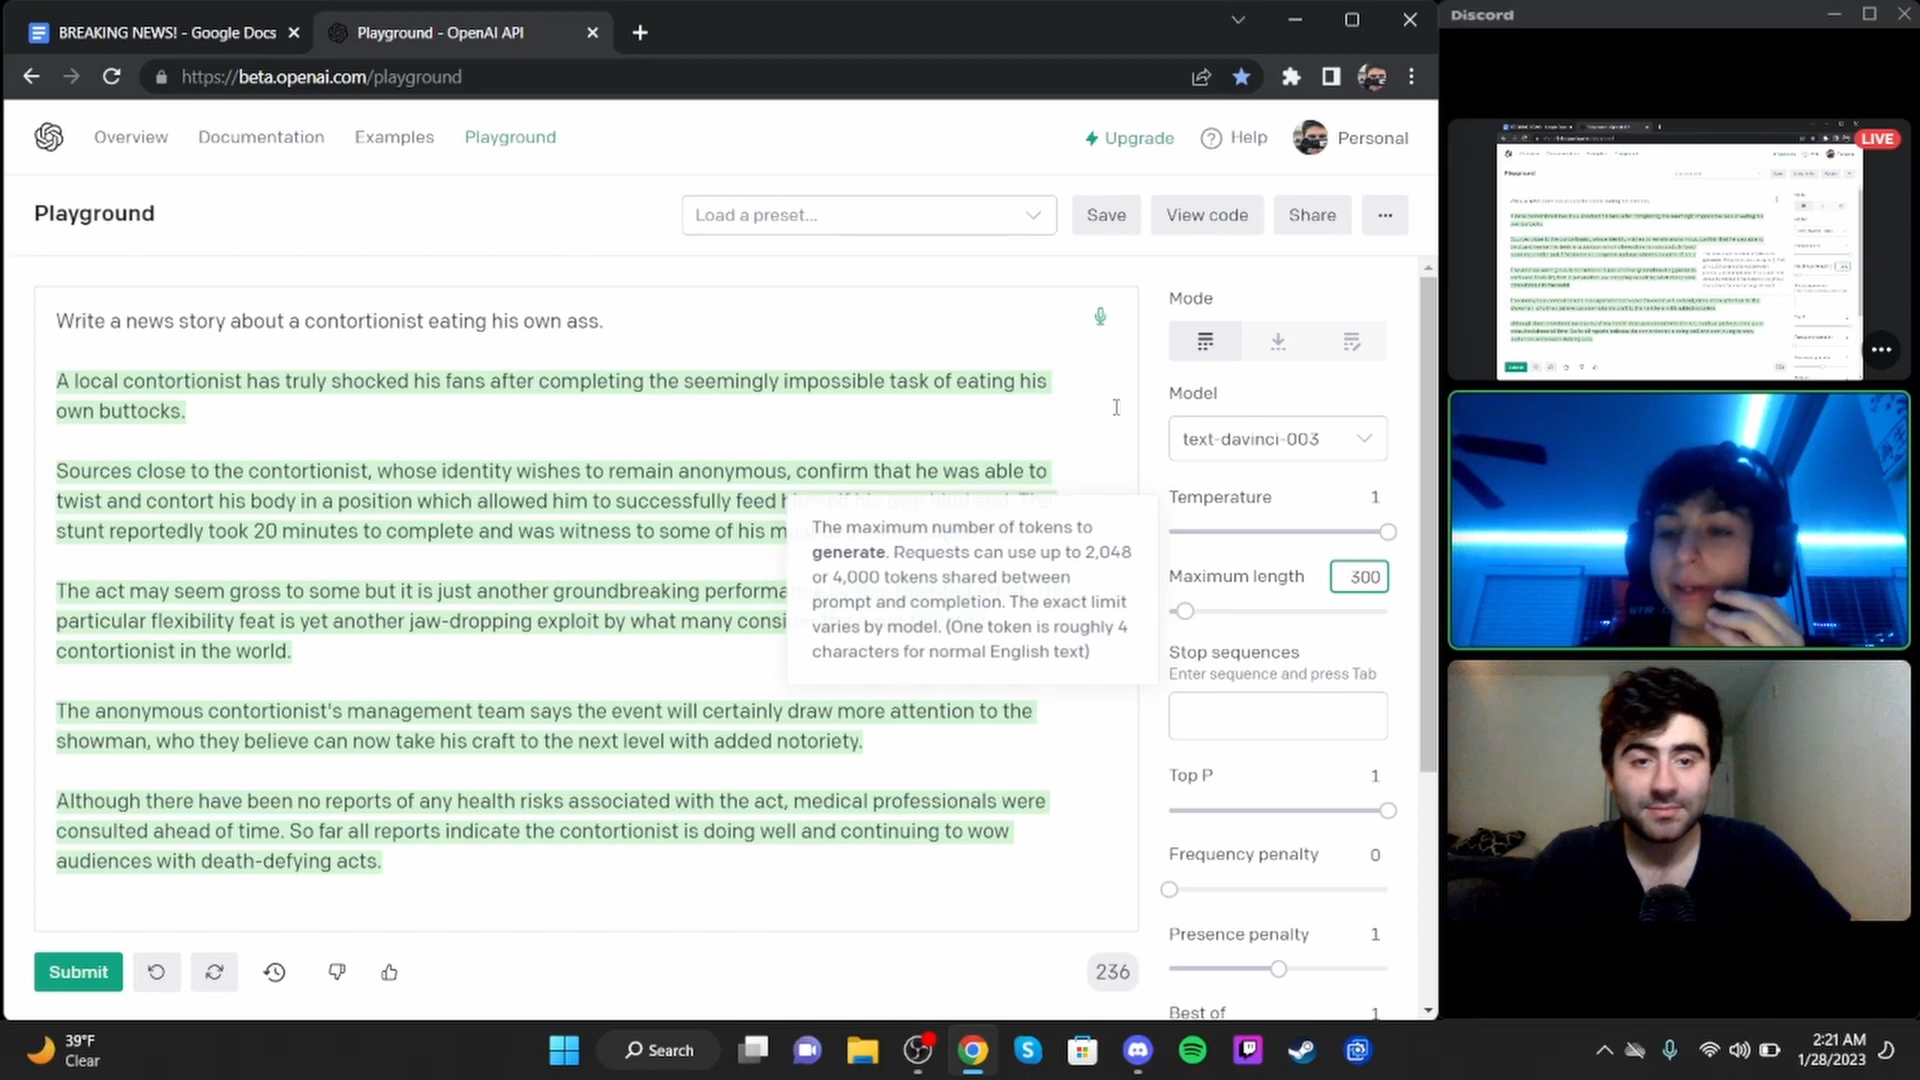 BREAKING NEWS! - Google Docs
Playground - OpenAI API
Discord
https://beta.openai.com/playground
Overview
Documentation
Examples
Playground
Upgrade
Help
Personal
LIVE
Playground
Load a preset...
Save
View code
Share
Write a news story about a contortionist eating his own ass.
A local contortionist has truly shocked his fans after completing the seemingly impossible task of eating his
own buttocks.
Sources close to the contortionist, whose identity wishes to remain anonymous, confirm that he was able to
twist and contort his body in a position which allowed him to successfully feed himself his own hind end. The
stunt reportedly took 20 minutes to complete and was witness to some of his
The act may seem gross to some but it is just another groundbreaking
particular flexibility feat is yet another jaw-dropping exploit by what many
contortionist in the world.
The anonymous contortionist's management team says the event will certainly draw more attention to the
showman, who they believe can now take his craft to the next level with added notoriety.
Although there have been no reports of any health risks associated with the act, medical professionals were
consulted ahead of time. So far all reports indicate the contortionist is doing well and continuing to wow
audiences with death-defying acts.
The maximum number of tokens to
generate. Requests can use up to 2,048
or 4,000 tokens shared between
prompt and completion. The exact limit
varies by model. (One token is roughly 4
characters for normal English text)
Mode
Model
text-davinci-003
Temperature 1
Maximum length 300
Stop sequences
Enter sequence and press Tab
Top P 1
Frequency penalty 0
Presence penalty 1
Best of 1
Submit
236
39°F
Clear
Search
2:21 AM
1/28/2023